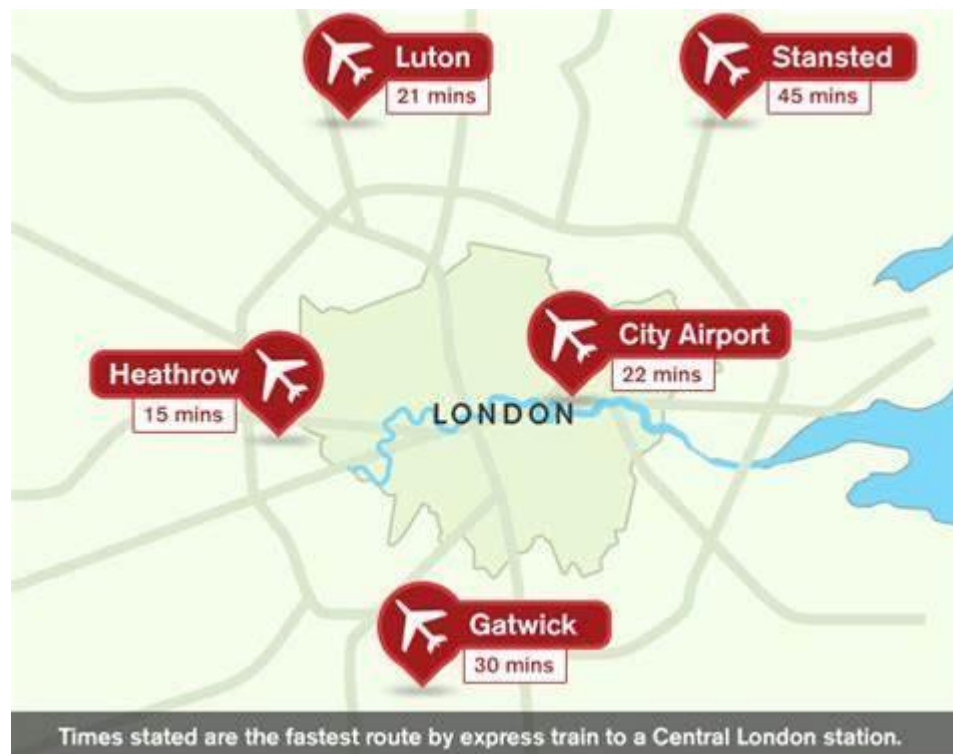 Luton
21 mins
Stansted
45 mins
City Airport
22 mins
Heathrow
15 mins
LONDON
Gatwick
30 mins
Times stated are the fastest route by express train to a Central London station.